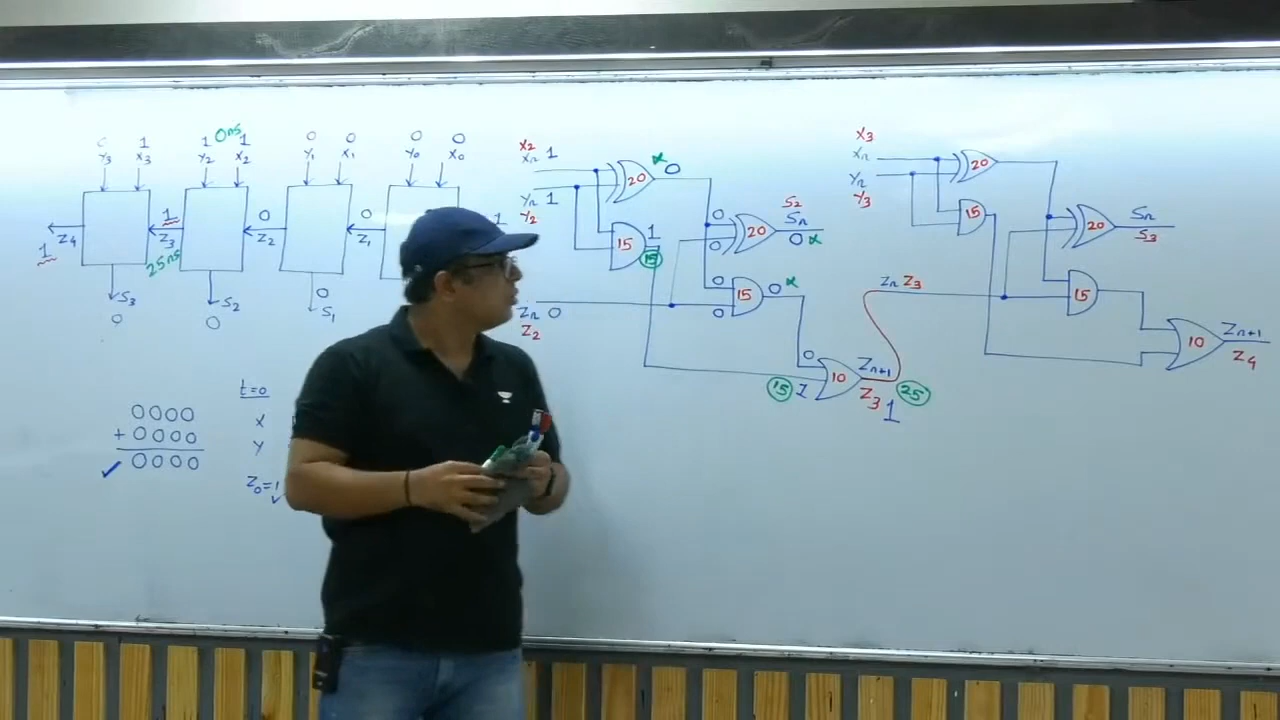 0 1 1 0ns 1 0 0 0 0
Y3 X3 Y2 X2 Y1 X1 Y0 X0
1 Z4 1 Z3 25ns 0 Z2 0 Z1 1
S3 S2 0 S1
0 0
0000
+ 0000
0000
t=0
X
Y
Z0=1
X2
Xn 1
Yn 1
Y2
20
α 0
15
1
15
0
0
20
S2
Sn
0 α
0
0
15
0 α
Zn 0
Z2
0
15 1
10
Zn+1
Z3
1
25
X3
Xn
Yn
Y3
20
15
20
Sn
S3
Zn Z3
15
10
Zn+1
Z4